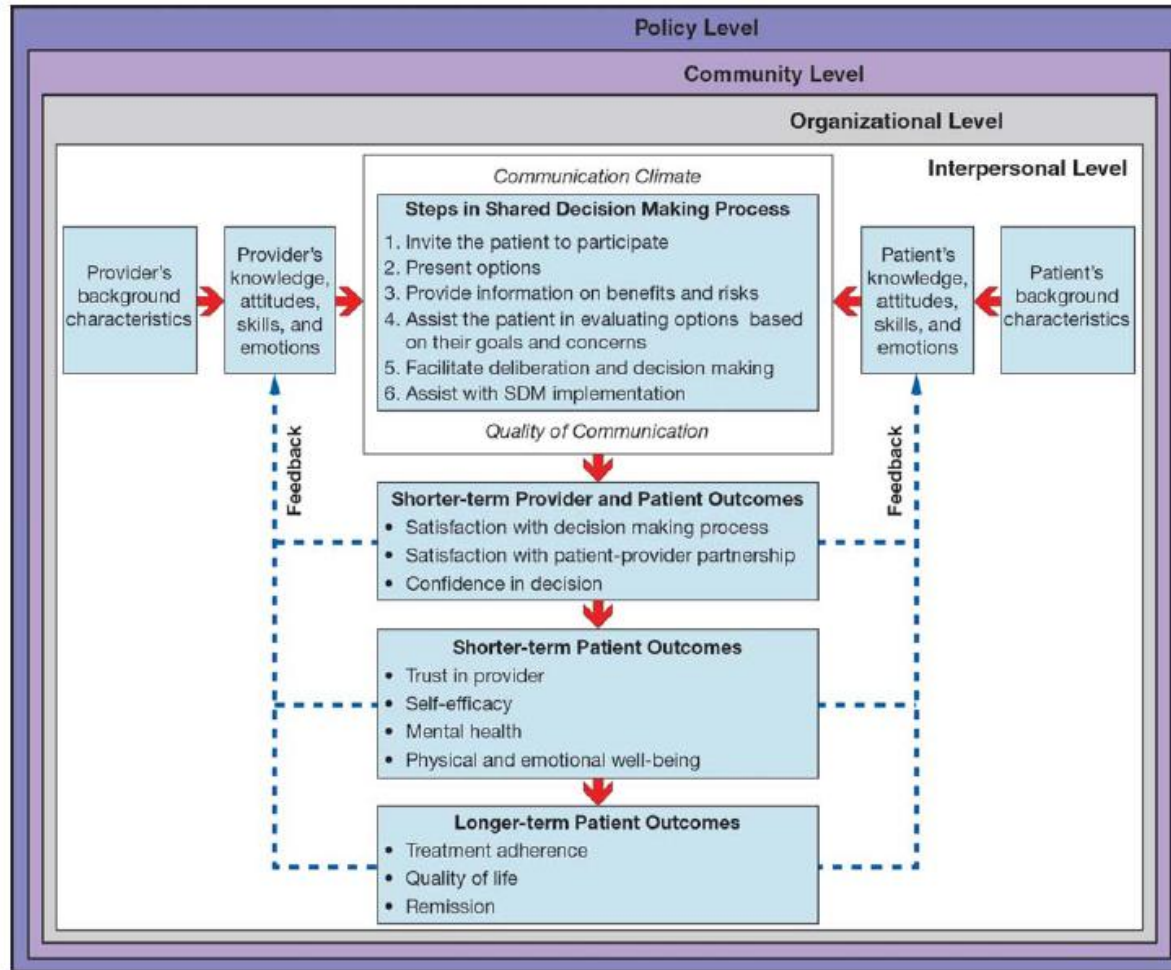 Policy Level
Community Level
Organizational Level
Interpersonal Level
Communication Climate
Steps in Shared Decision Making Process
1. Invite the patient to participate
2. Present options
3. Provide information on benefits and risks
4. Assist the patient in evaluating options based
on their goals and concerns
5. Facilitate deliberation and decision making
6. Assist with SDM implementation
Quality of Communication
Provider's
background
characteristics
Provider's
knowledge,
attitudes,
skills, and
emotions
Patient's
knowledge,
attitudes,
skills, and
emotions
Patient's
background
characteristics
Feedback
Feedback
Shorter-term Provider and Patient Outcomes
• Satisfaction with decision making process
• Satisfaction with patient-provider partnership
• Confidence in decision
Shorter-term Patient Outcomes
• Trust in provider
• Self-efficacy
• Mental health
• Physical and emotional well-being
Longer-term Patient Outcomes
• Treatment adherence
• Quality of life
• Remission